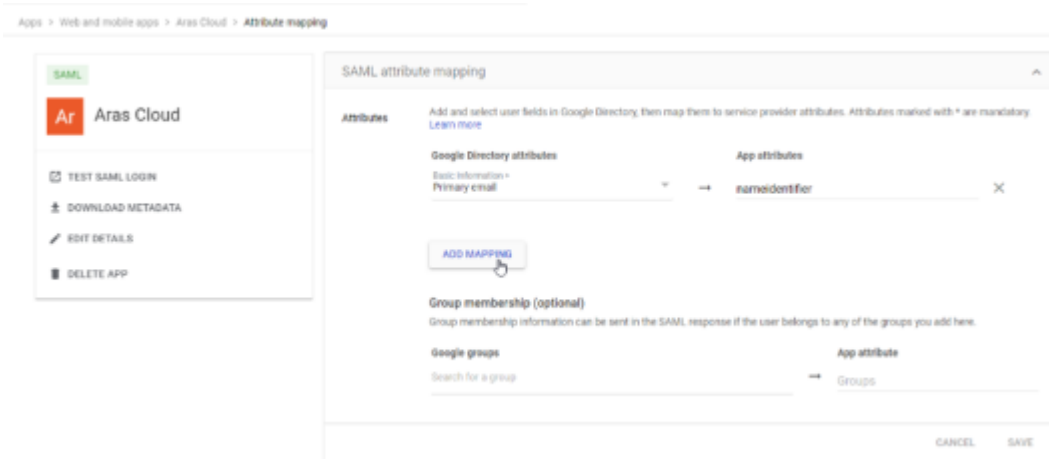 Apps > Web and mobile apps > Aras Cloud > Attribute mapping
SAML
Ar Aras Cloud
TEST SAML LOGIN
DOWNLOAD METADATA
EDIT DETAILS
DELETE APP
SAML attribute mapping
Attributes
Add and select user fields in Google Directory, then map them to service provider attributes. Attributes marked with * are mandatory.
Learn more
Google Directory attributes App attributes
Basic Information >
Primary email → nameidentifier
ADD MAPPING
Group membership (optional)
Group membership information can be sent in the SAML response if the user belongs to any of the groups you add here.
Google groups App attribute
Search for a group → Groups
CANCEL SAVE